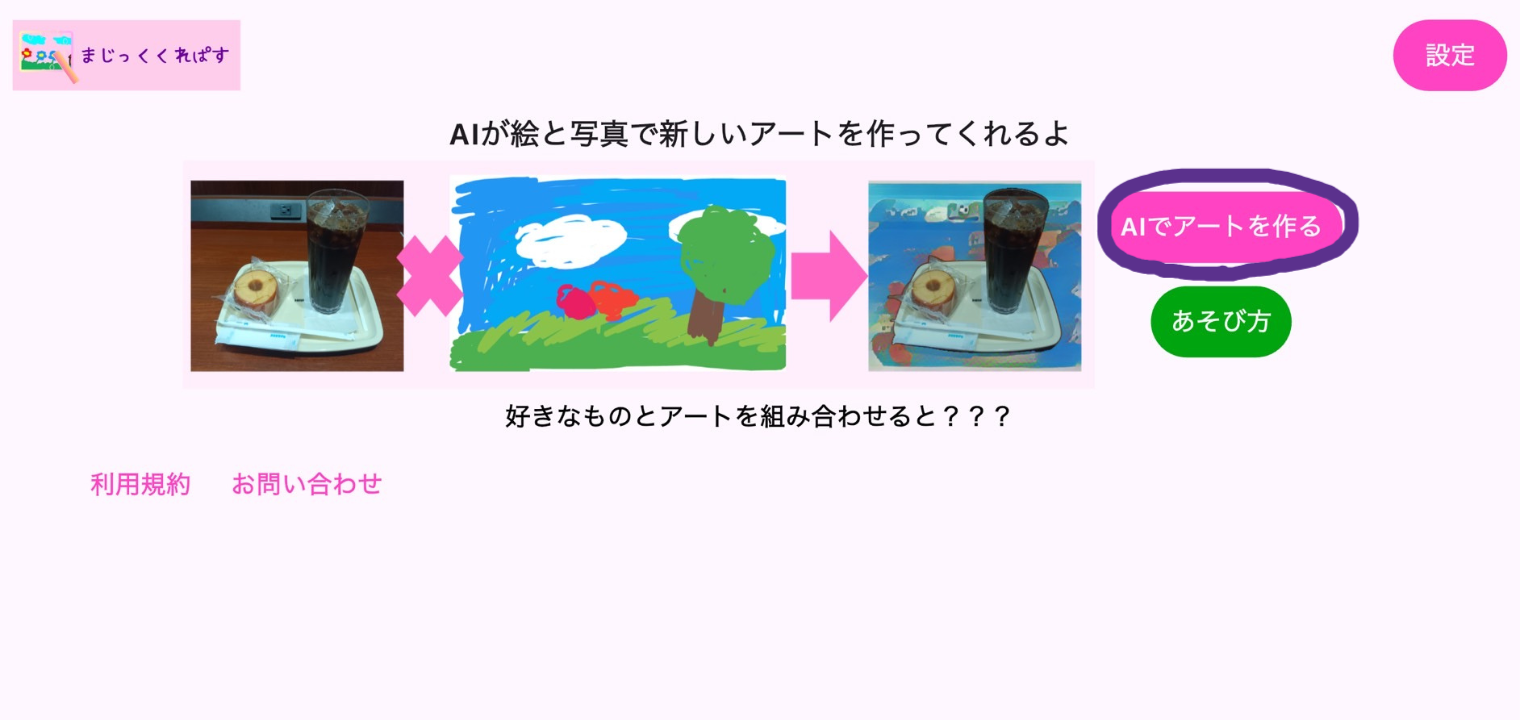 まじっくくれぱす
設定
AIが絵と写真で新しいアートを作ってくれるよ
AIでアートを作る
あそび方
好きなものとアートを組み合わせると？？？
利用規約 お問い合わせ